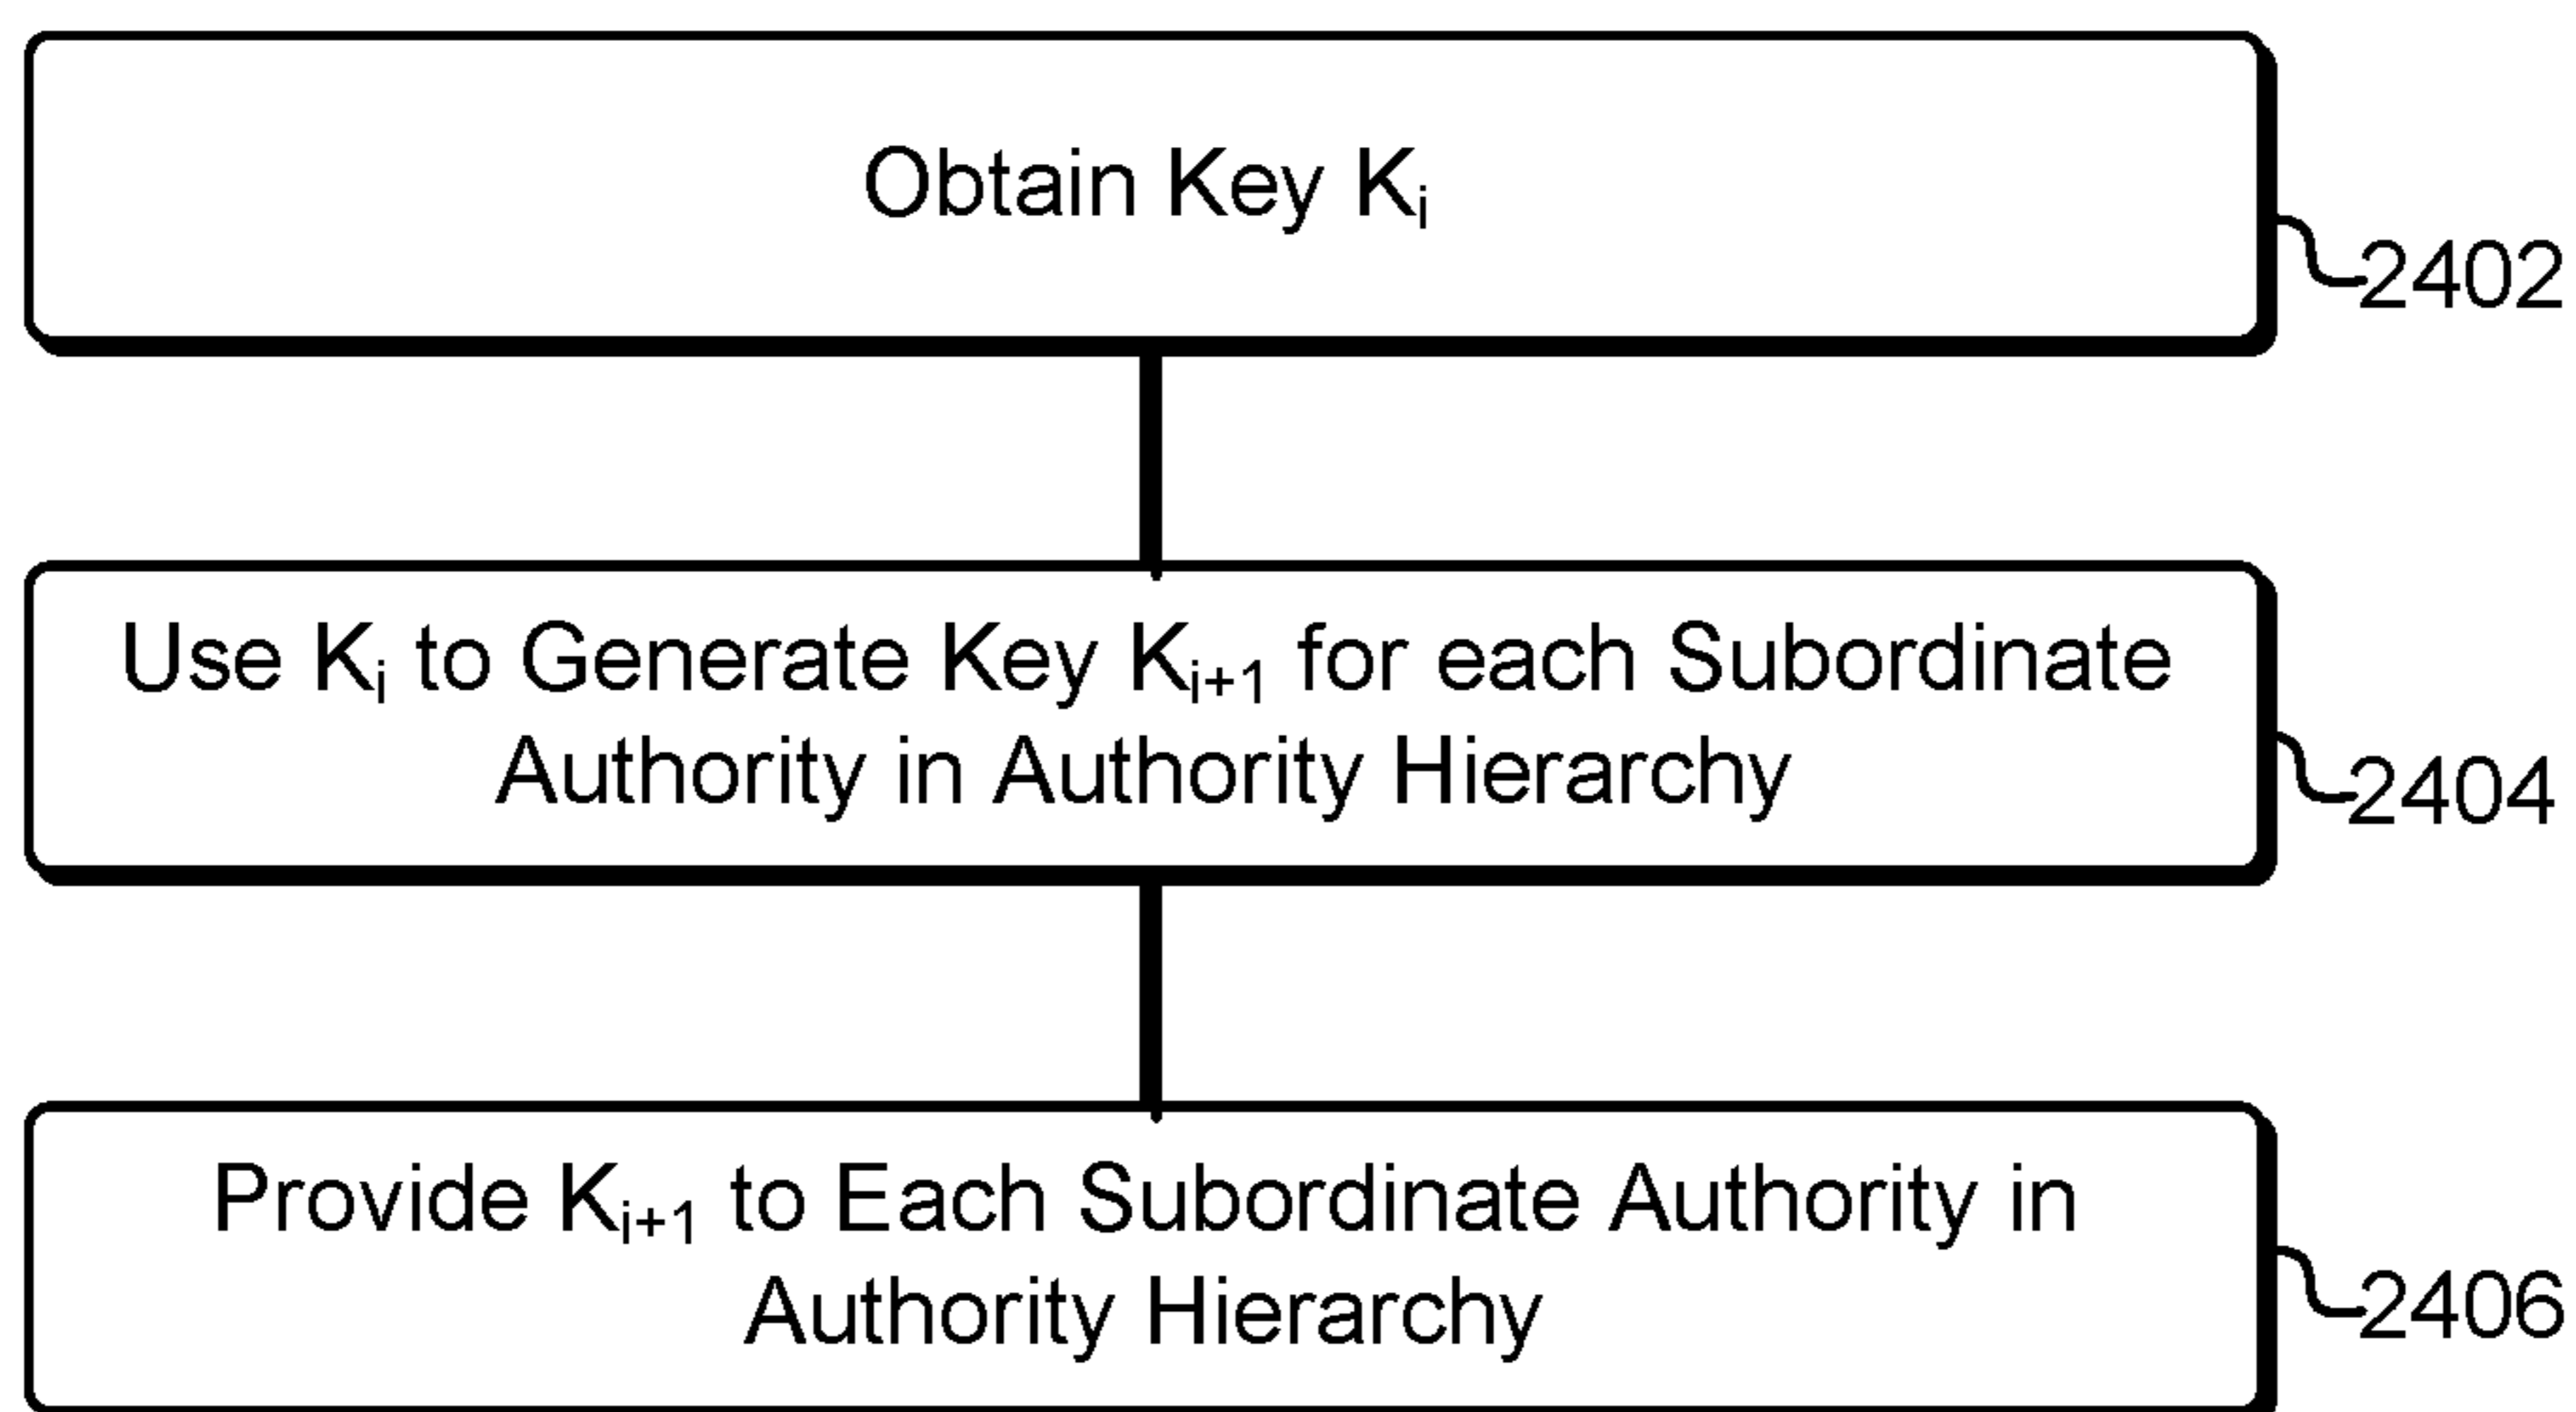 Obtain Key Kᵢ
2402
Use Kᵢ to Generate Key Kᵢ₊₁ for each Subordinate
Authority in Authority Hierarchy
2404
Provide Kᵢ₊₁ to Each Subordinate Authority in
Authority Hierarchy
2406